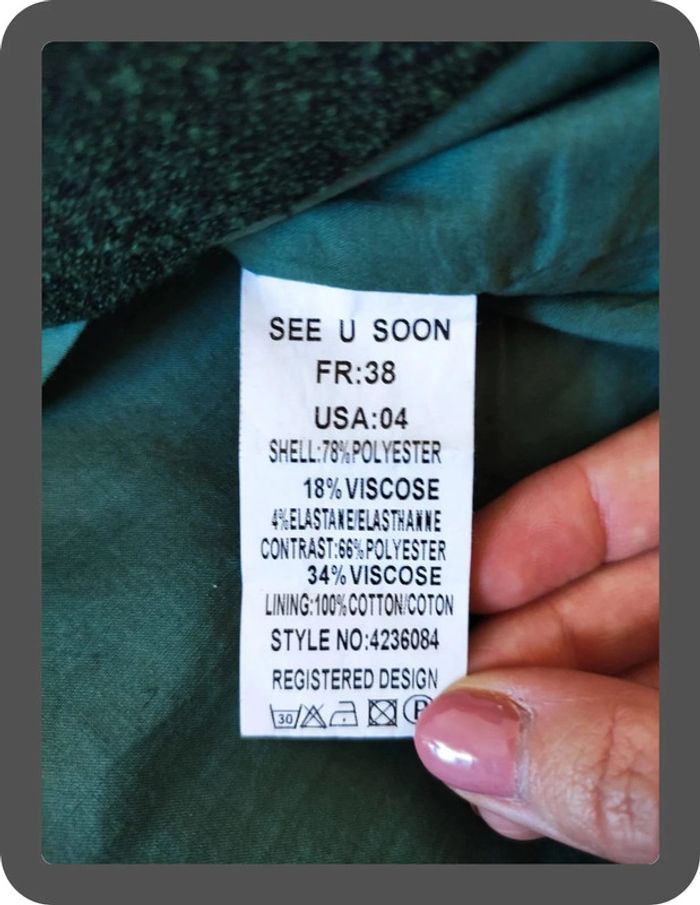 SEE U SOON
FR:38
USA:04
SHELL:78%POLYESTER
18%VISCOSE
4%ELASTANE/ELASTHANNE
CONTRAST:66%POLYESTER
34%VISCOSE
LINING:100%COTTON/COTON
STYLE NO:4236084
REGISTERED DESIGN
30 P